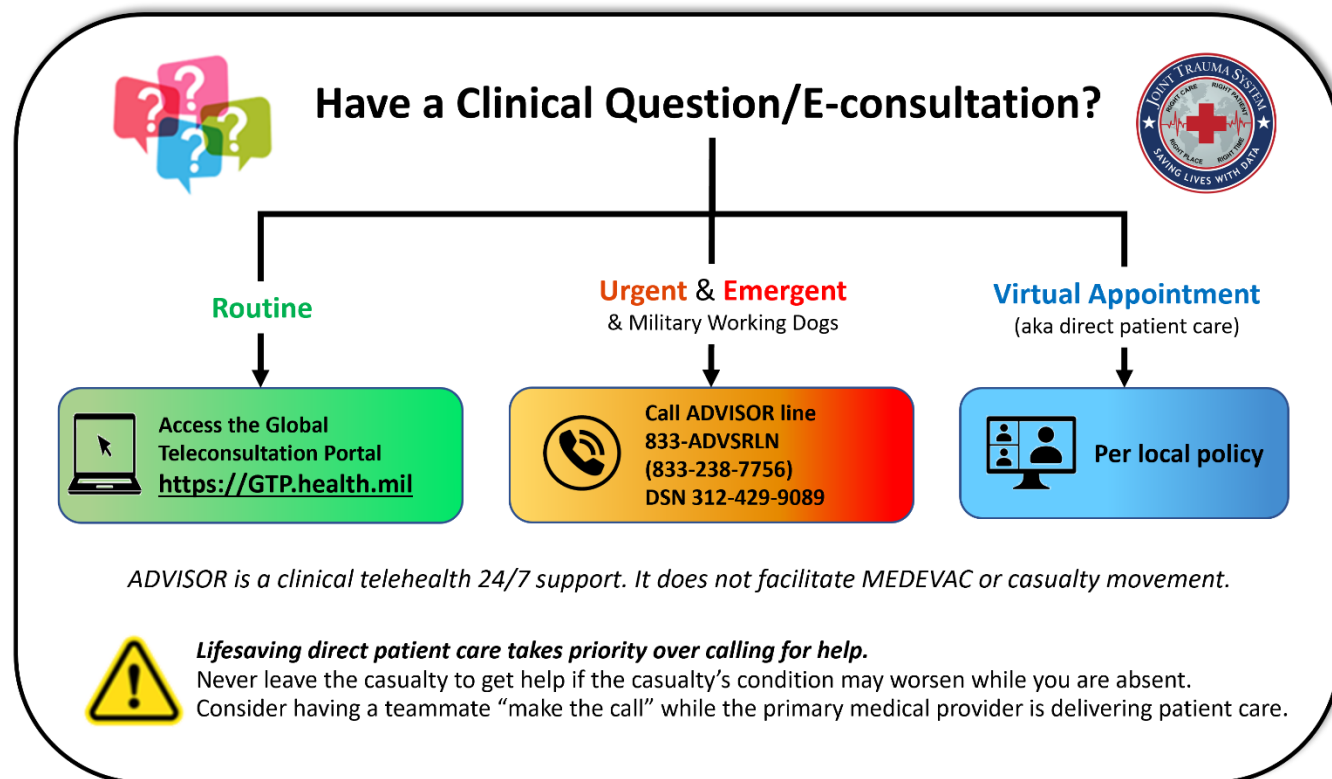 Have a Clinical Question/E-consultation?
JOINT TRAUMA SYSTEM
RIGHT CARE
RIGHT PATIENT
RIGHT PLACE
RIGHT TIME
SAVING LIVES WITH DATA
Routine
Access the Global
Teleconsultation Portal
https://GTP.health.mil
Urgent & Emergent
& Military Working Dogs
Call ADVISOR line
833-ADVSRLN
(833-238-7756)
DSN 312-429-9089
Virtual Appointment
(aka direct patient care)
Per local policy
ADVISOR is a clinical telehealth 24/7 support. It does not facilitate MEDEVAC or casualty movement.
Lifesaving direct patient care takes priority over calling for help.
Never leave the casualty to get help if the casualty’s condition may worsen while you are absent.
Consider having a teammate “make the call” while the primary medical provider is delivering patient care.